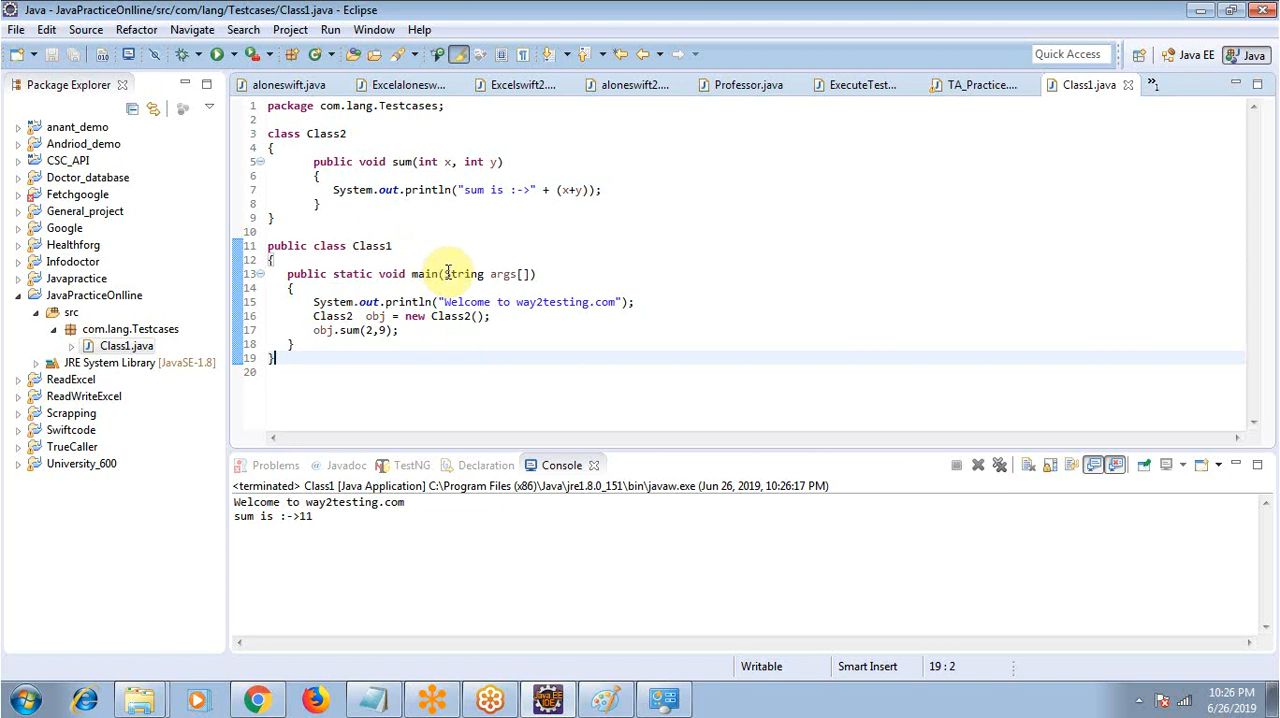 Java - JavaPracticeOnlline/src/com/lang/Testcases/Class1.java - Eclipse
File Edit Source Refactor Navigate Search Project Run Window Help
Quick Access
Java EE
Java
Package Explorer
aloneswift.java
Excelalonesw...
Excelswift2....
aloneswift2....
Professor.java
ExecuteTest...
TA_Practice....
Class1.java
anant_demo
Andriod_demo
CSC_API
Doctor_database
Fetchgoogle
General_project
Google
Healthforg
Infodoctor
Javapractice
JavaPracticeOnlline
src
com.lang.Testcases
Class1.java
JRE System Library [JavaSE-1.8]
ReadExcel
ReadWriteExcel
Scrapping
Swiftcode
TrueCaller
University_600
1 package com.lang.Testcases;
2
3 class Class2
4 {
5 public void sum(int x, int y)
6 {
7 System.out.println("sum is :->" + (x+y));
8 }
9 }
10
11 public class Class1
12 {
13 public static void main(String args[])
14 {
15 System.out.println("Welcome to way2testing.com");
16 Class2 obj = new Class2();
17 obj.sum(2,9);
18 }
19 }
20
Problems Javadoc TestNG Declaration Console
<terminated> Class1 [Java Application] C:\Program Files (x86)\Java\jre1.8.0_151\bin\javaw.exe (Jun 26, 2019, 10:26:17 PM)
Welcome to way2testing.com
sum is :->11
Writable
Smart Insert
19 : 2
10:26 PM
6/26/2019